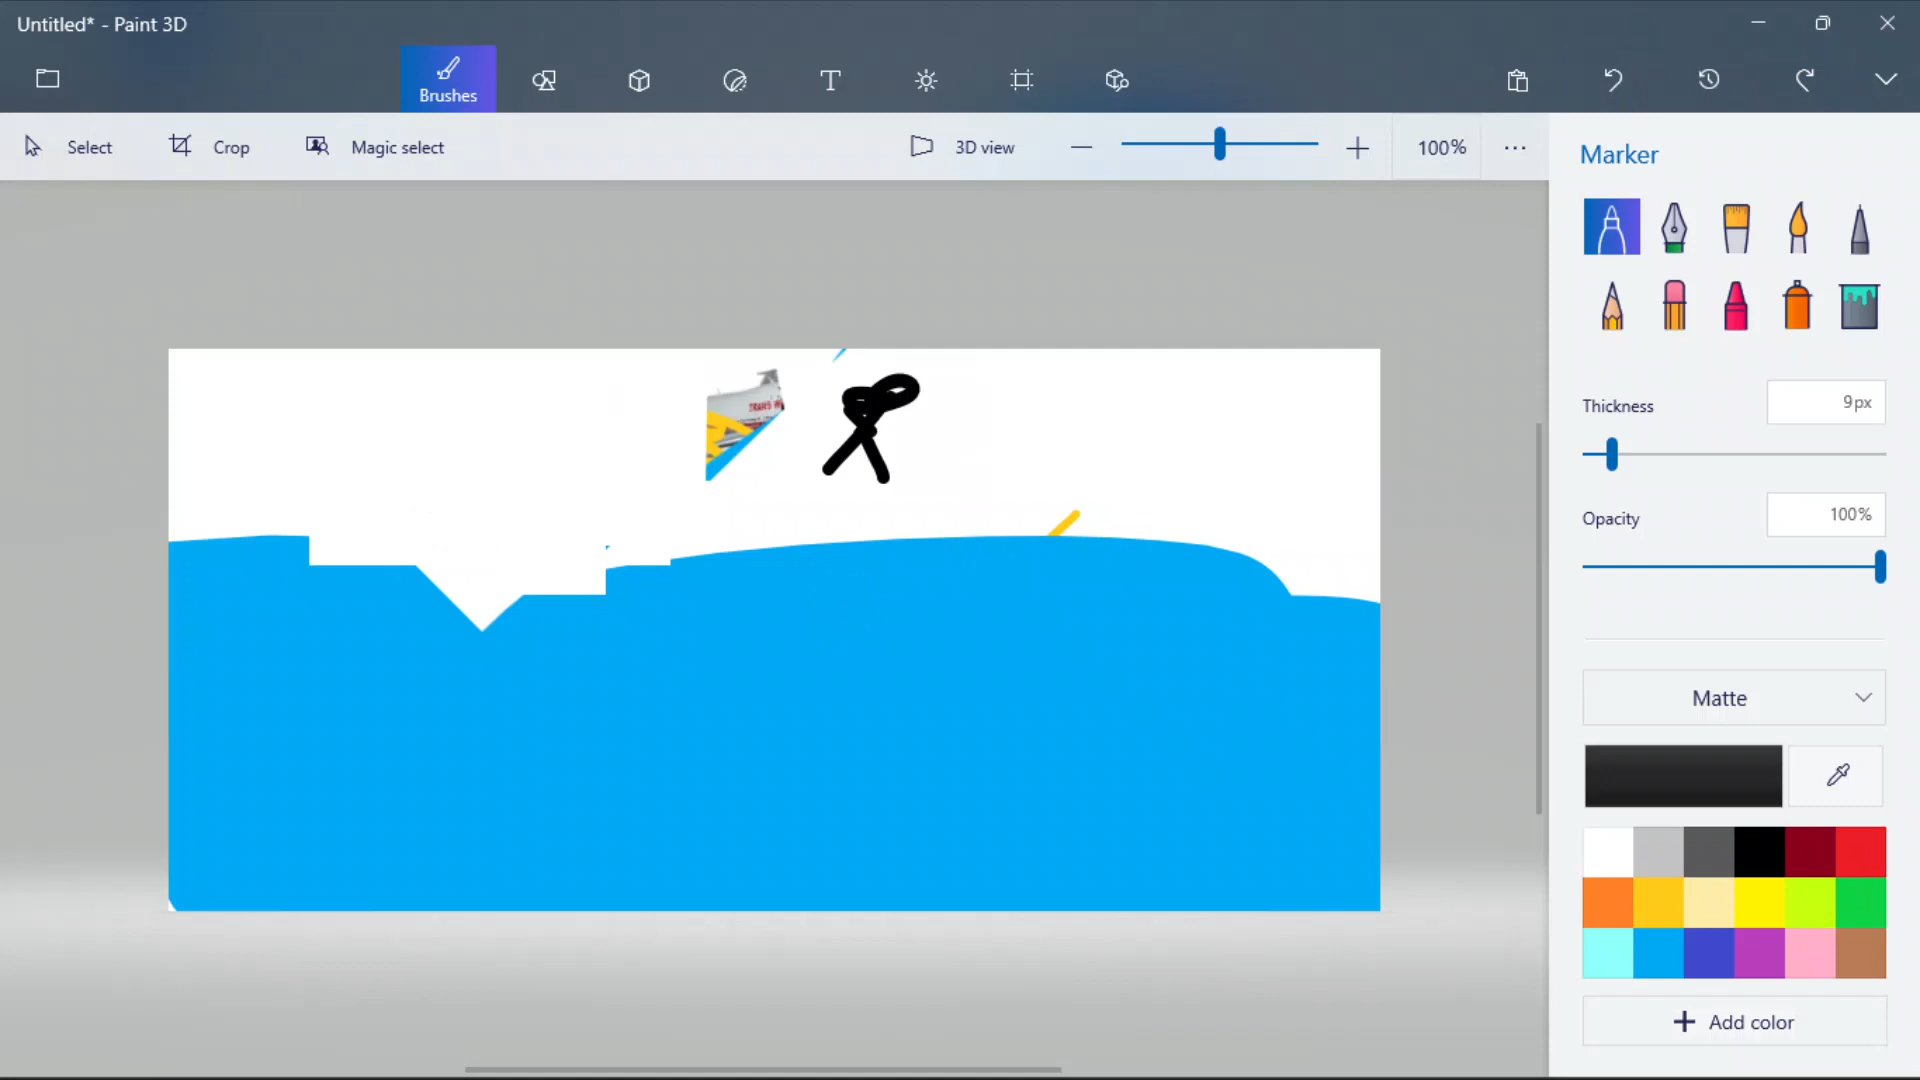 Untitled* - Paint 3D
Brushes
Select
Crop
Magic select
3D view
100%
Marker
Thickness
9px
Opacity
100%
Matte
Add color